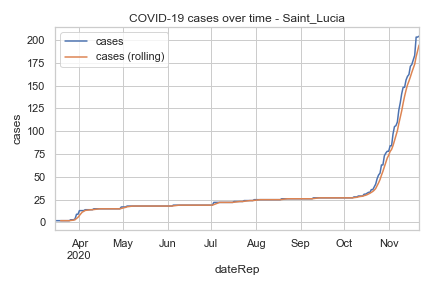 COVID-19 cases over time - Saint_Lucia
cases
cases (rolling)
200
175
150
125
100
75
50
25
0
cases
Apr May Jun Jul Aug Sep Oct Nov
2020
dateRep